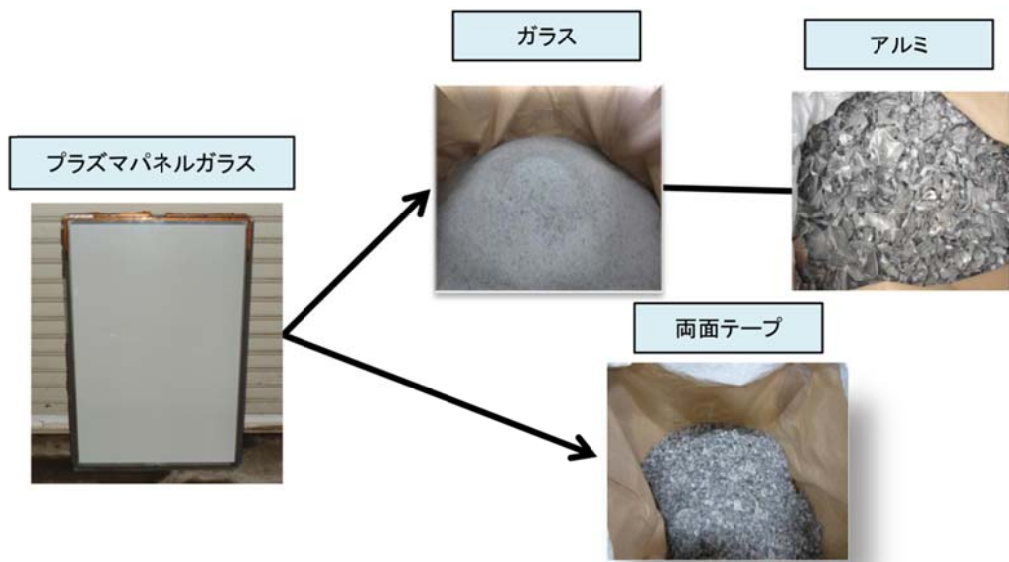 ガラス
アルミ
プラズマパネルガラス
両面テープ